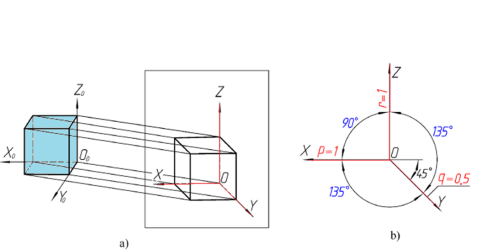 Z₀
X₀
O₀
Y₀
a)
Z
X
O
Y
Z
r=1
90°
135°
X
p=1
O
45°
135°
q=0,5
Y
b)